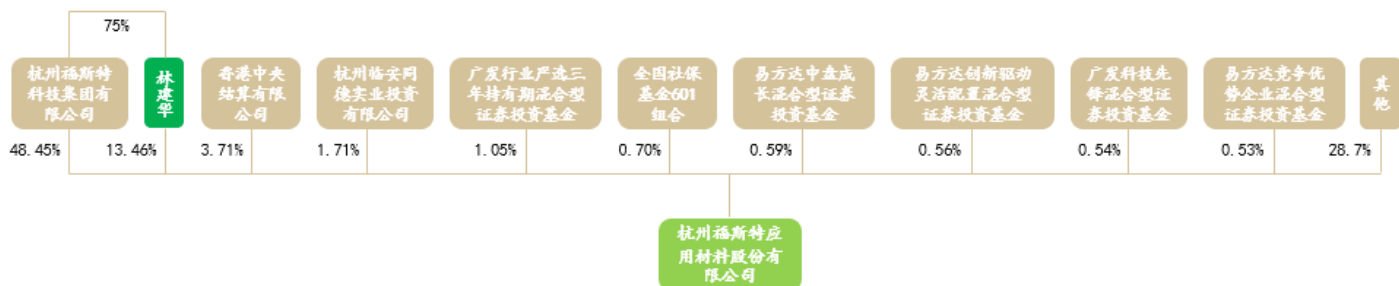 75%
杭州福斯特
科技集团有
限公司
林
建
华
香港中央
结算有限
公司
杭州临安同
德实业投资
有限公司
广发行业严选三
年持有期混合型
证券投资基金
全国社保
基金601
组合
易方达中盘成
长混合型证券
投资基金
易方达创新驱动
灵活配置混合型
证券投资基金
广发科技先
锋混合型证
券投资基金
易方达竞争优
势企业混合型
证券投资基金
其
他
48.45%
13.46%
3.71%
1.71%
1.05%
0.70%
0.59%
0.56%
0.54%
0.53%
28.7%
杭州福斯特应
用材料股份有
限公司